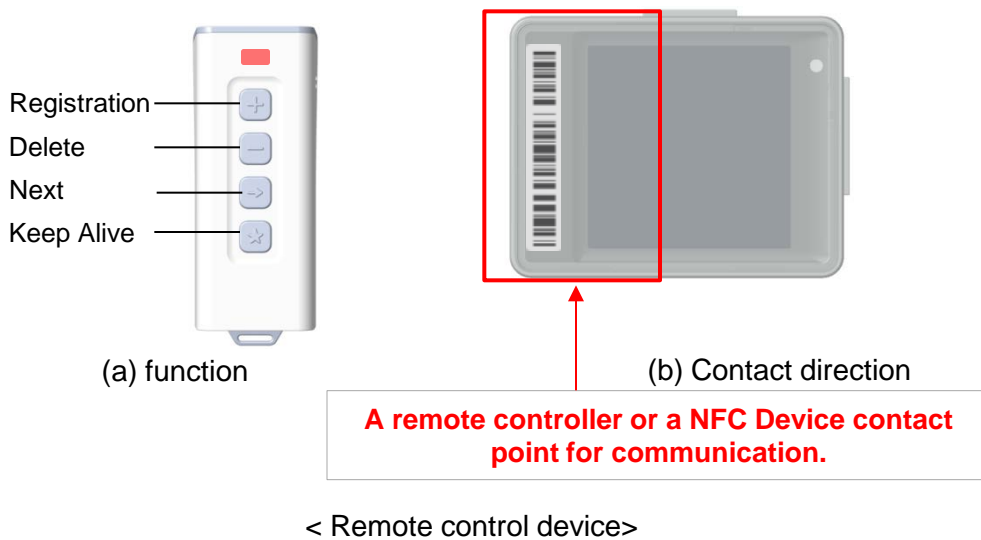 Registration
Delete
Next
Keep Alive
(a) function
(b) Contact direction
A remote controller or a NFC Device contact
point for communication.
< Remote control device>